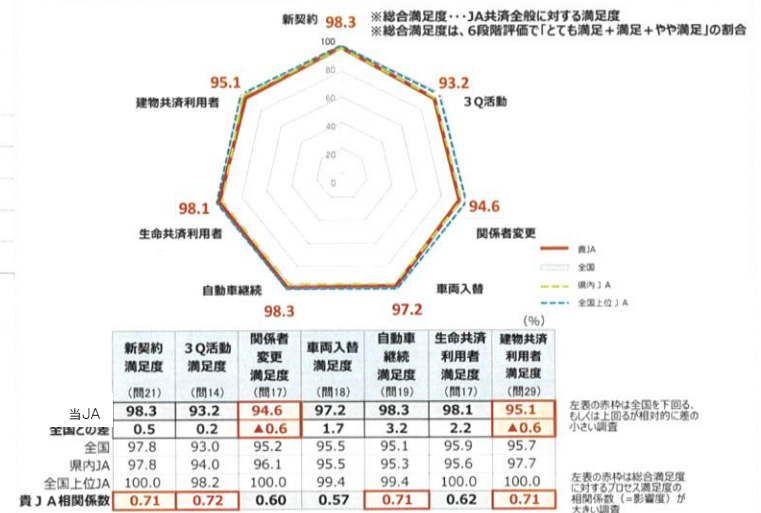 新契約 98.3
※総合満足度・・・JA共済全般に対する満足度
※総合満足度は、6段階評価で「とても満足＋満足＋やや満足」の割合
100
80
60
40
20
0
93.2
3Q活動
94.6
関係者変更
車両入替
97.2
自動車継続
98.3
98.1
生命共済利用者
95.1
建物共済利用者
貴JA
全国
県内JA
全国上位JA
(%)
新契約満足度（問21） 3Q活動満足度（問14） 関係者変更満足度（問17） 車両入替満足度（問18） 自動車継続満足度（問19） 生命共済利用者満足度（問17） 建物共済利用者満足度（問29）
当JA 98.3 93.2 94.6 97.2 98.3 98.1 95.1
全国との差 0.5 0.2 ▲0.6 1.7 3.2 2.2 ▲0.6
全国 97.8 93.0 95.2 95.5 95.1 95.9 95.7
県内JA 97.8 94.0 96.1 95.5 95.3 95.6 97.7
全国上位JA 100.0 98.2 100.0 99.4 99.4 100.0 100.0
貴JA相関係数 0.71 0.72 0.60 0.57 0.71 0.62 0.71
左表の赤枠は全国を下回る、
もしくは上回るが相対的に差の
小さい調査
左表の赤枠は総合満足度
に対するプロセス満足度の
相関係数（＝影響度）が
大きい調査